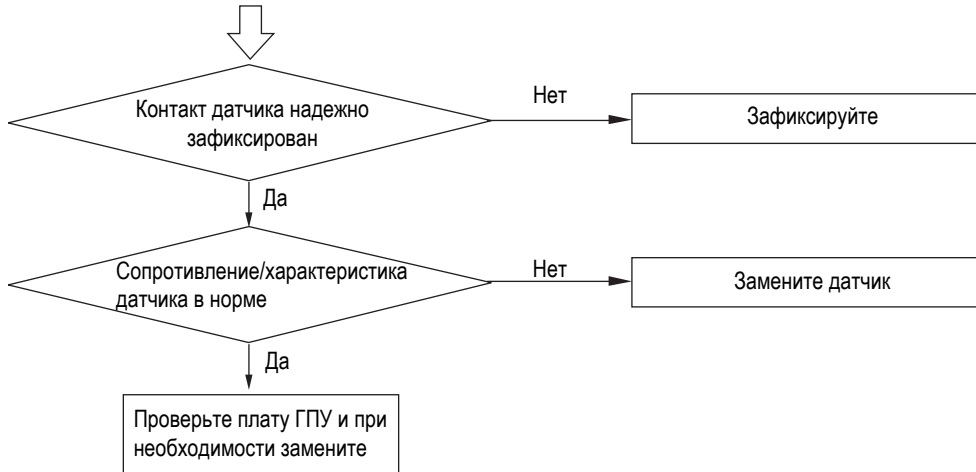 Контакт датчика надежно
зафиксирован
Нет
Зафиксируйте
Да
Сопротивление/характеристика
датчика в норме
Нет
Замените датчик
Да
Проверьте плату ГПУ и при
необходимости замените